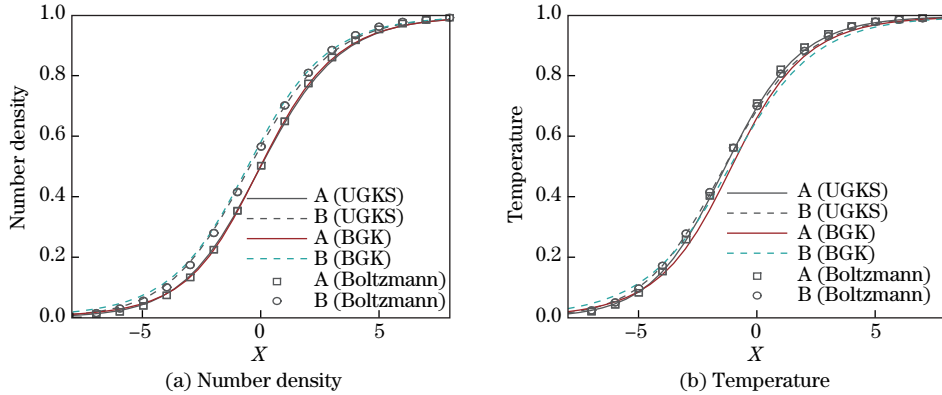 1.0
0.8
0.6
0.4
0.2
0.0
Number density
A (UGKS)
B (UGKS)
A (BGK)
B (BGK)
A (Boltzmann)
B (Boltzmann)
−5 0 5
X
(a) Number density
1.0
0.8
0.6
0.4
0.2
0.0
Temperature
A (UGKS)
B (UGKS)
A (BGK)
B (BGK)
A (Boltzmann)
B (Boltzmann)
−5 0 5
X
(b) Temperature